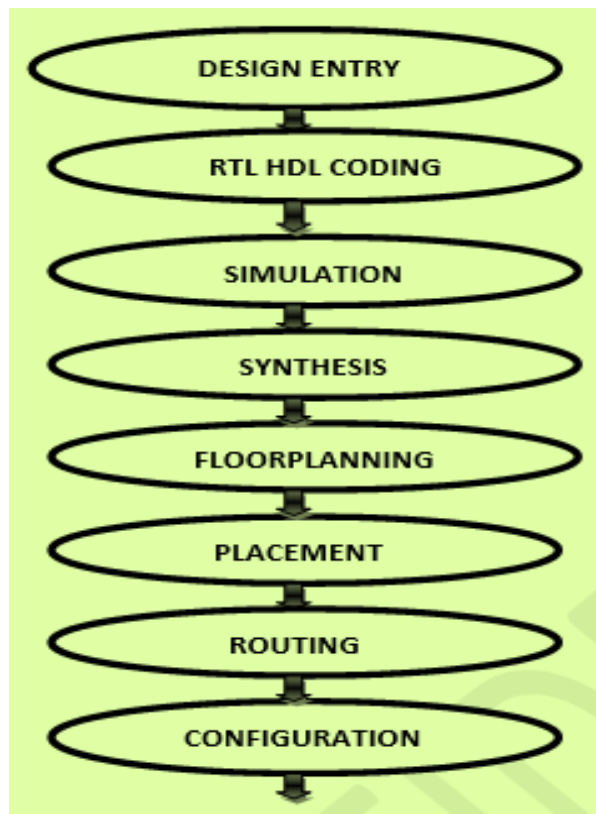 DESIGN ENTRY
RTL HDL CODING
SIMULATION
SYNTHESIS
FLOORPLANNING
PLACEMENT
ROUTING
CONFIGURATION